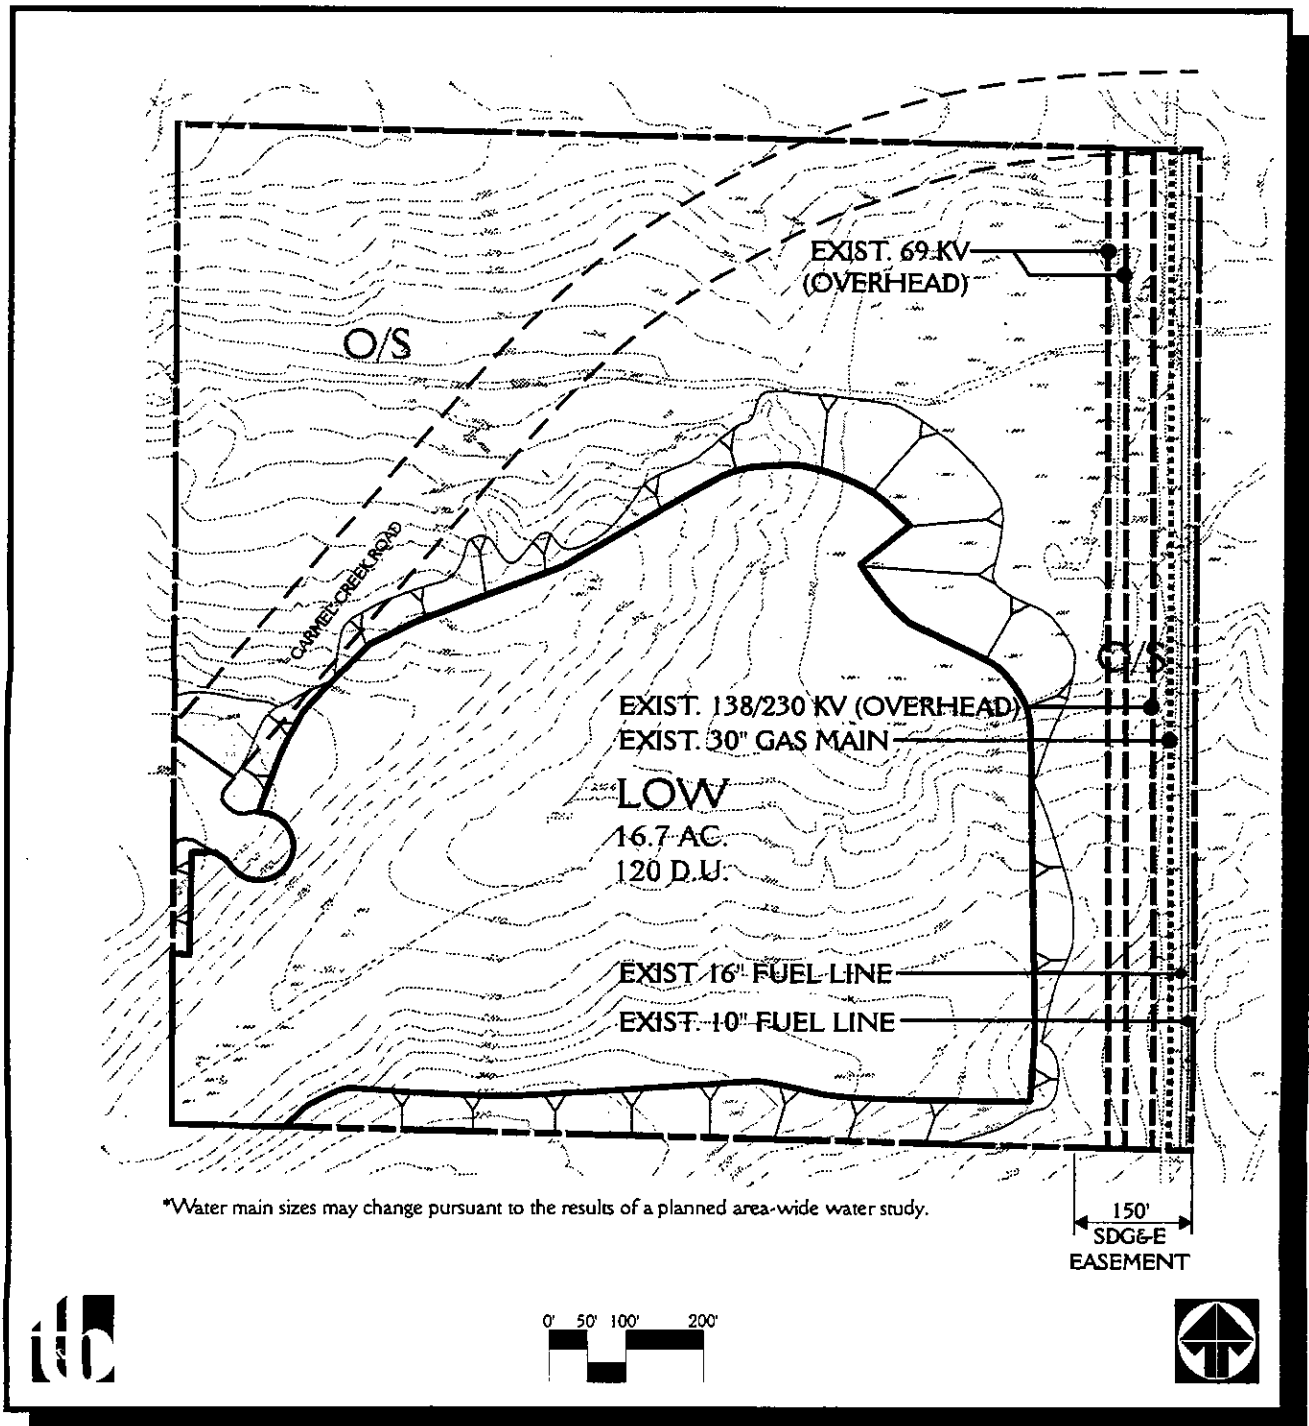 EXIST. 69 KV
(OVERHEAD)
O/S
CARMEL CREEK ROAD
O/S
EXIST. 138/230 KV (OVERHEAD)
EXIST. 30" GAS MAIN
LOW
16.7 AC.
120 D.U.
EXIST 16" FUEL LINE
EXIST. 10" FUEL LINE
*Water main sizes may change pursuant to the results of a planned area-wide water study.
150'
SDG&E
EASEMENT
0' 50' 100' 200'